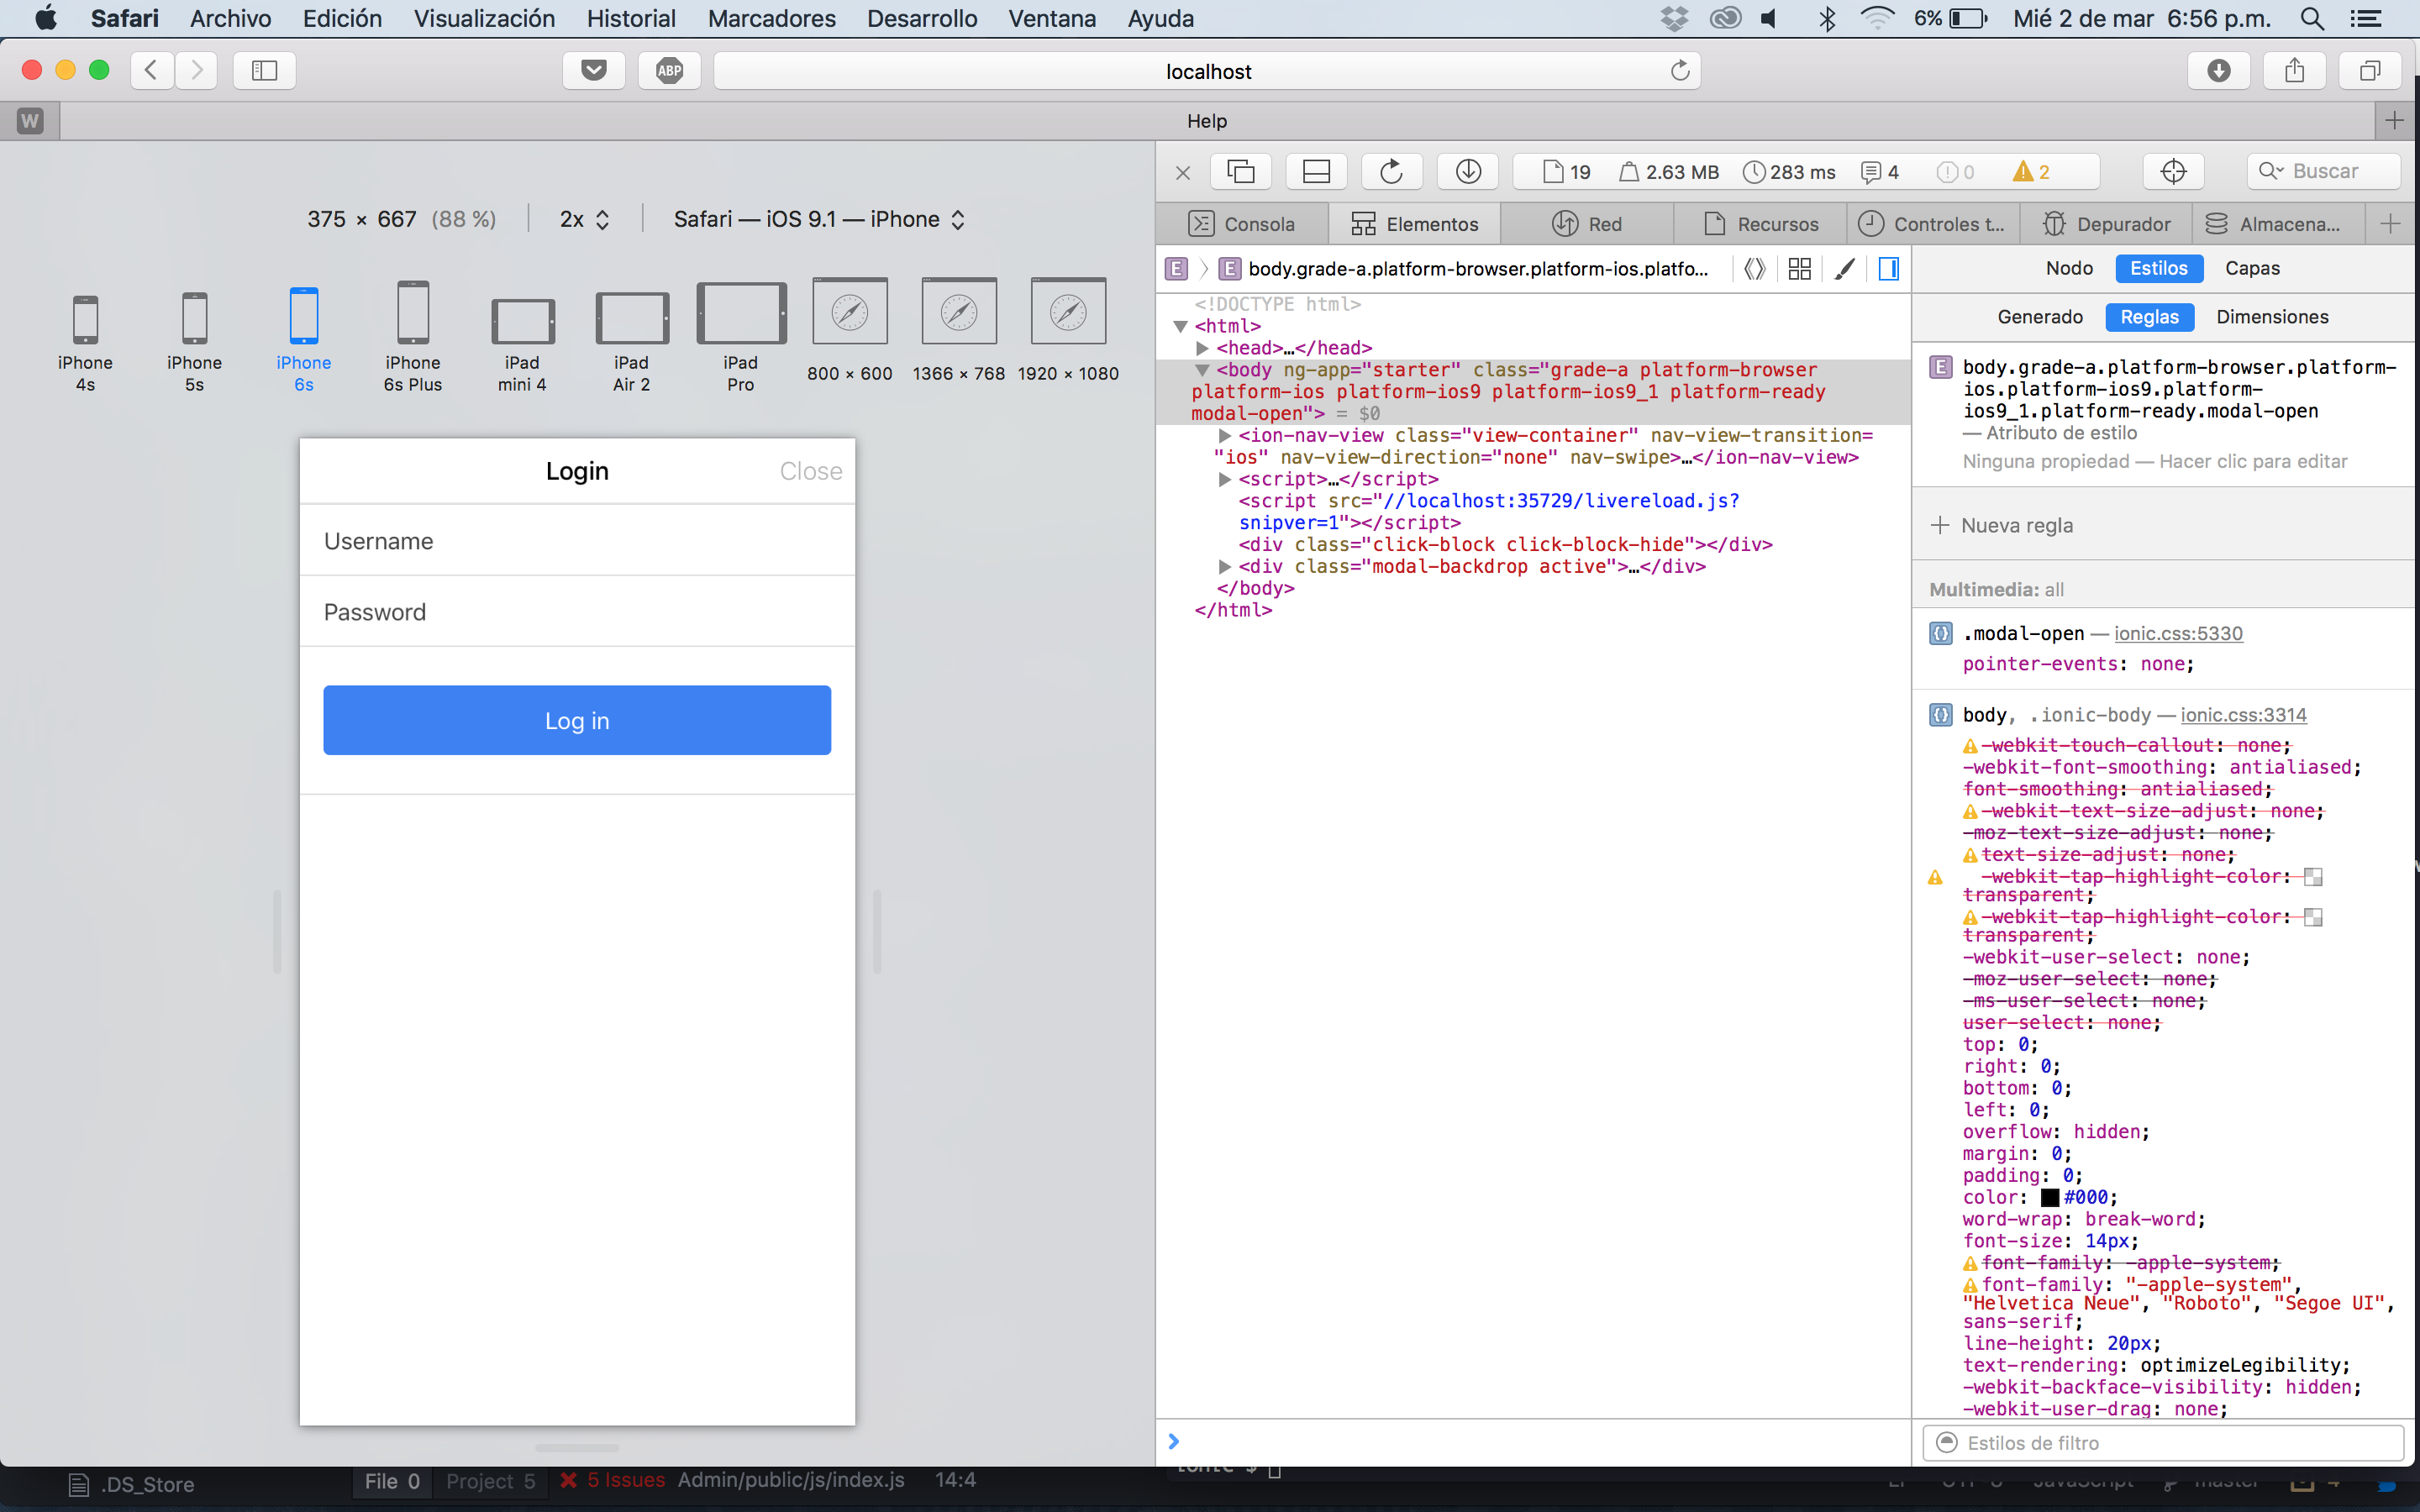 Safari Archivo Edición Visualización Historial Marcadores Desarrollo Ventana Ayuda 6% Mié 2 de mar 6:56 p.m.
ABP localhost
W Help
19 2.63 MB 283 ms 4 0 2 Buscar
375 × 667 (88 %) 2x Safari — iOS 9.1 — iPhone
Consola Elementos Red Recursos Controles t... Depurador Almacena...
E E body.grade-a.platform-browser.platform-ios.platfo... Nodo Estilos Capas
Generado Reglas Dimensiones
iPhone 4s
iPhone 5s
iPhone 6s
iPhone 6s Plus
iPad mini 4
iPad Air 2
iPad Pro
800 × 600
1366 × 768
1920 × 1080
Login Close
Username
Password
Log in
<!DOCTYPE html>
<html>
<head>…</head>
<body ng-app="starter" class="grade-a platform-browser
platform-ios platform-ios9 platform-ios9_1 platform-ready
modal-open"> = $0
<ion-nav-view class="view-container" nav-view-transition=
"ios" nav-view-direction="none" nav-swipe>…</ion-nav-view>
<script>…</script>
<script src="//localhost:35729/livereload.js?
snipver=1"></script>
<div class="click-block click-block-hide"></div>
<div class="modal-backdrop active">…</div>
</body>
</html>
E body.grade-a.platform-browser.platform-
ios.platform-ios9.platform-
ios9_1.platform-ready.modal-open
— Atributo de estilo
Ninguna propiedad — Hacer clic para editar
Nueva regla
Multimedia: all
.modal-open — ionic.css:5330
pointer-events: none;
body, .ionic-body — ionic.css:3314
-webkit-touch-callout: none;
-webkit-font-smoothing: antialiased;
font-smoothing: antialiased;
-webkit-text-size-adjust: none;
-moz-text-size-adjust: none;
text-size-adjust: none;
-webkit-tap-highlight-color:
transparent;
-webkit-tap-highlight-color:
transparent;
-webkit-user-select: none;
-moz-user-select: none;
-ms-user-select: none;
user-select: none;
top: 0;
right: 0;
bottom: 0;
left: 0;
overflow: hidden;
margin: 0;
padding: 0;
color: #000;
word-wrap: break-word;
font-size: 14px;
font-family: -apple-system;
font-family: "-apple-system",
"Helvetica Neue", "Roboto", "Segoe UI",
sans-serif;
line-height: 20px;
text-rendering: optimizeLegibility;
-webkit-backface-visibility: hidden;
-webkit-user-drag: none;
Estilos de filtro
.DS_Store File 0 Project 5 5 Issues Admin/public/js/index.js 14:4